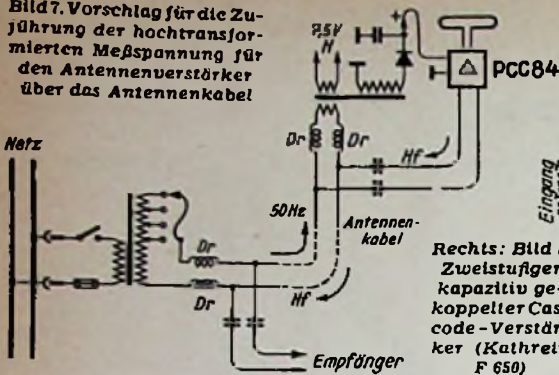 Bild 7. Vorschlag für die Zu-
führung der hochtransfor-
mierten Meßspannung für
den Antennenverstärker
über das Antennenkabel
7,5V
H
+
PCC84
Dr
Dr
Hf
Netz
50Hz
Antennen-
kabel
Dr
Dr
Hf
Empfänger
Eingang
Rechts: Bild
Zweistufiger
kapazitiv ge-
koppelter Cas-
code-Verstär-
ker (Kathrei
F 650)